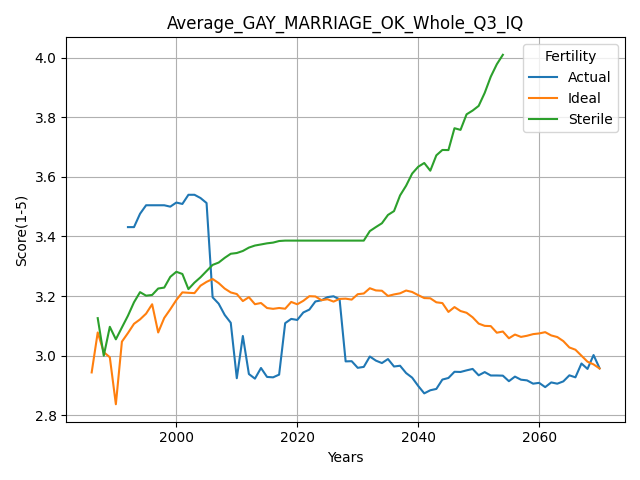 Average_GAY_MARRIAGE_OK_Whole_Q3_IQ
Fertility
Actual
Ideal
Sterile
Score(1-5)
4.0
3.8
3.6
3.4
3.2
3.0
2.8
2000
2020
2040
2060
Years